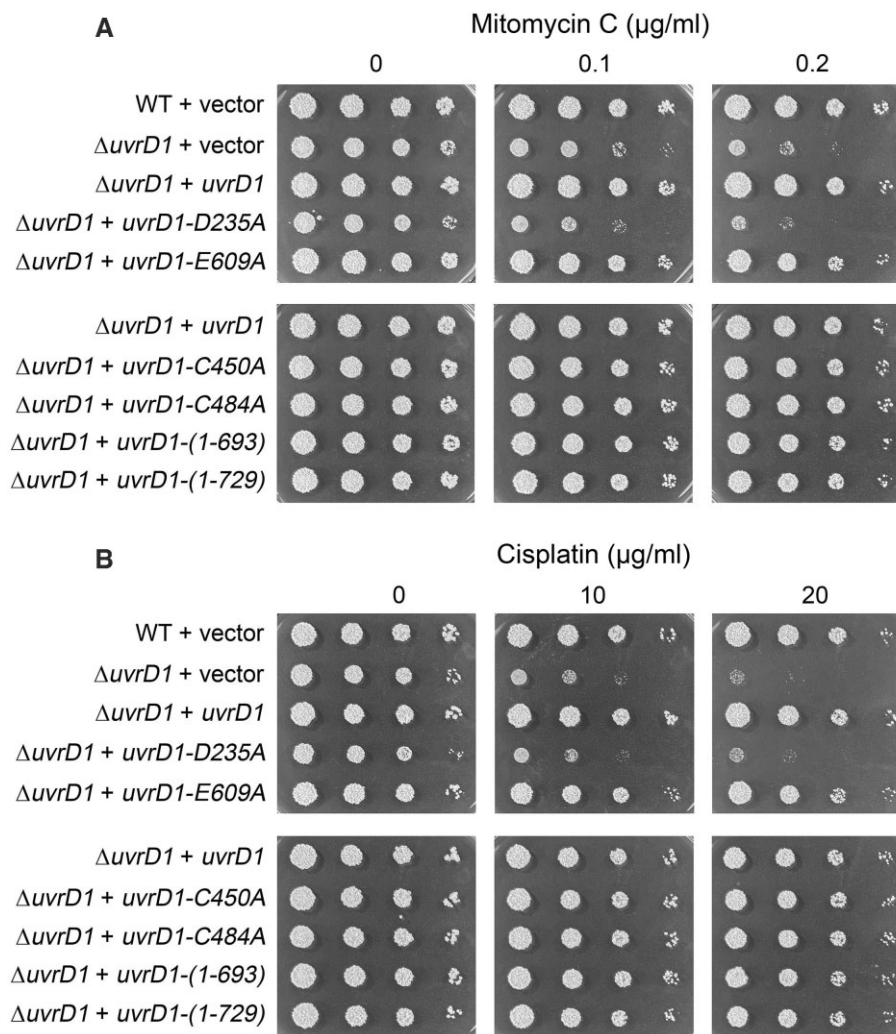 A
Mitomycin C (µg/ml)
0 0.1 0.2
WT + vector
ΔuvrD1 + vector
ΔuvrD1 + uvrD1
ΔuvrD1 + uvrD1-D235A
ΔuvrD1 + uvrD1-E609A
ΔuvrD1 + uvrD1
ΔuvrD1 + uvrD1-C450A
ΔuvrD1 + uvrD1-C484A
ΔuvrD1 + uvrD1-(1-693)
ΔuvrD1 + uvrD1-(1-729)
B
Cisplatin (µg/ml)
0 10 20
WT + vector
ΔuvrD1 + vector
ΔuvrD1 + uvrD1
ΔuvrD1 + uvrD1-D235A
ΔuvrD1 + uvrD1-E609A
ΔuvrD1 + uvrD1
ΔuvrD1 + uvrD1-C450A
ΔuvrD1 + uvrD1-C484A
ΔuvrD1 + uvrD1-(1-693)
ΔuvrD1 + uvrD1-(1-729)